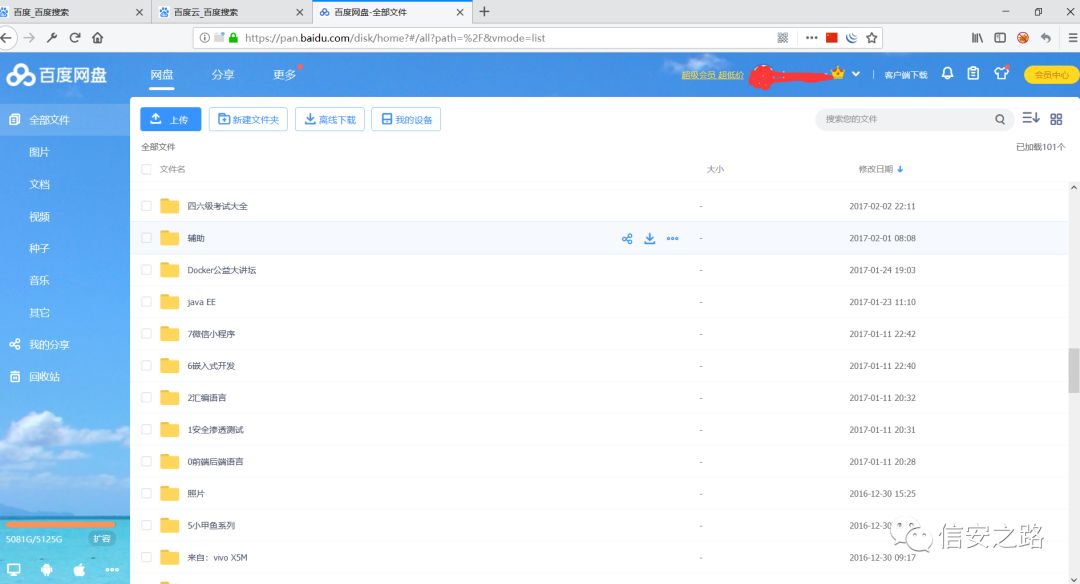 百度_百度搜索
百度云_百度搜索
百度网盘-全部文件
https://pan.baidu.com/disk/home?#/all?path=%2F&vmode=list
百度网盘
网盘
分享
更多
超级会员 超低价
客户端下载
会员中心
全部文件
图片
文档
视频
种子
音乐
其它
我的分享
回收站
5081G/5125G
扩容
上传
新建文件夹
离线下载
我的设备
搜索您的文件
全部文件
已加载101个
文件名 大小 修改日期
四六级考试大全 - 2017-02-02 22:11
辅助 - 2017-02-01 08:08
Docker公益大讲坛 - 2017-01-24 19:03
java EE - 2017-01-23 11:10
7微信小程序 - 2017-01-11 22:42
6嵌入式开发 - 2017-01-11 22:40
2汇编语言 - 2017-01-11 20:32
1安全渗透测试 - 2017-01-11 20:31
0前端后端语言 - 2017-01-11 20:28
照片 - 2016-12-30 15:25
5小甲鱼系列 - 2016-12-30
来自：vivo X5M - 2016-12-30 09:17
信安之路